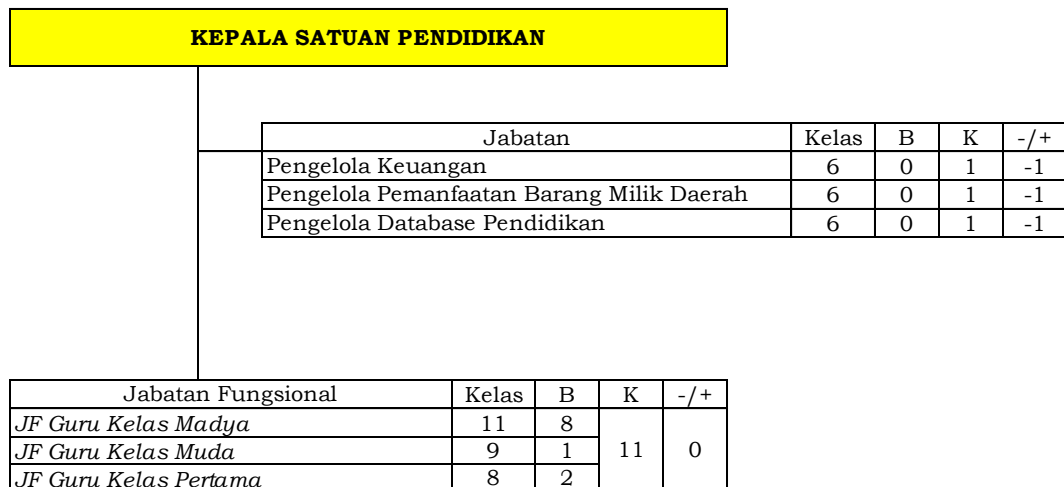 KEPALA SATUAN PENDIDIKAN
Jabatan Kelas B K -/+
Pengelola Keuangan 6 0 1 -1
Pengelola Pemanfaatan Barang Milik Daerah 6 0 1 -1
Pengelola Database Pendidikan 6 0 1 -1
Jabatan Fungsional Kelas B K -/+
JF Guru Kelas Madya 11 8
JF Guru Kelas Muda 9 1 11 0
JF Guru Kelas Pertama 8 2